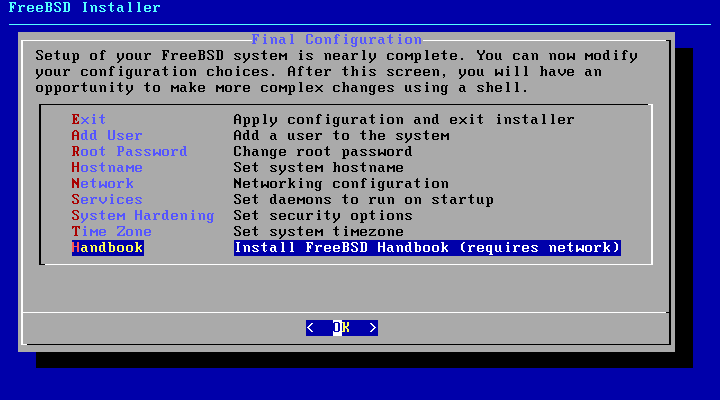 FreeBSD Installer
Final Configuration
Setup of your FreeBSD system is nearly complete. You can now modify
your configuration choices. After this screen, you will have an
opportunity to make more complex changes using a shell.
Exit Apply configuration and exit installer
Add User Add a user to the system
Root Password Change root password
Hostname Set system hostname
Network Networking configuration
Services Set daemons to run on startup
System Hardening Set security options
Time Zone Set system timezone
Handbook Install FreeBSD Handbook (requires network)
< OK >